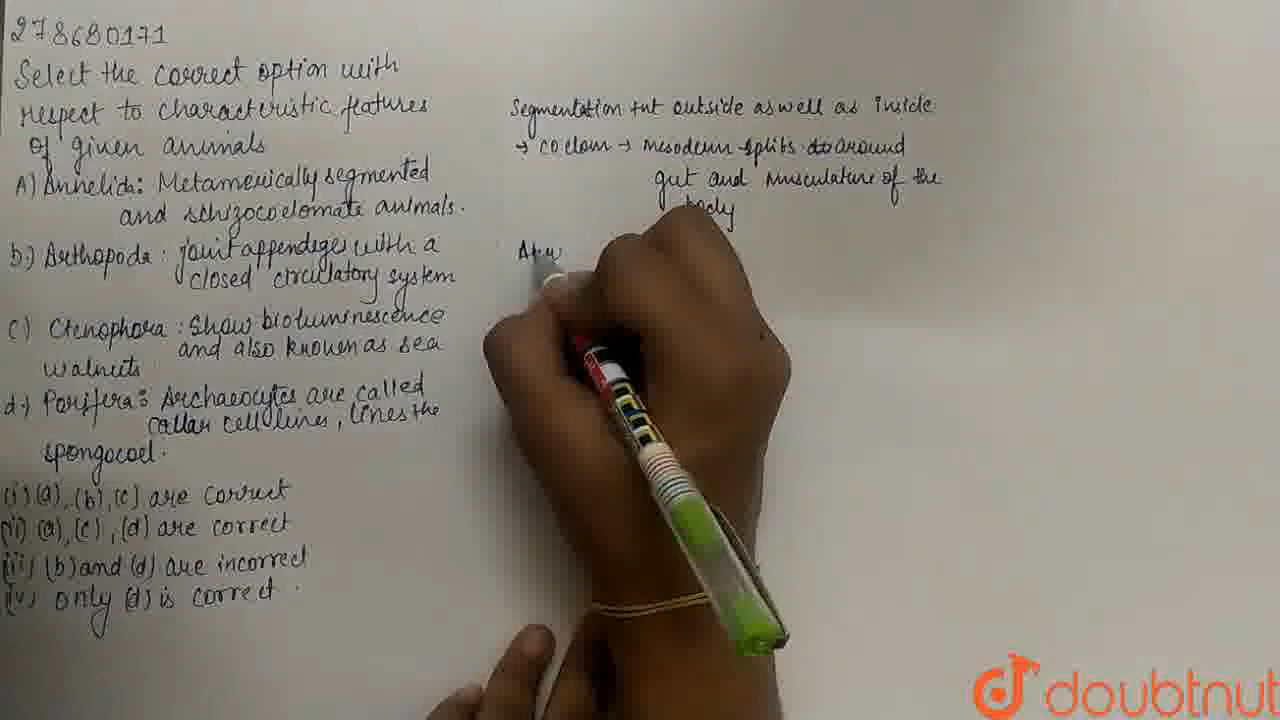 278680171
Select the correct option with
respect to characteristic features
of given animals
A) Annelida: Metamerically segmented
and schizocoelomate animals.
b.) Arthopoda: joint appendeges with a
closed circulatory system
c) Ctenophora: Show bioluminescence
and also known as sea
walnuts
d.) Porifera: Archaeocytes are called
collar cell lines, lines the
spongocoel.
(i) (a), (b), (c) are correct
(ii) (a), (c), (d) are correct
(iii) (b) and (d) are incorrect
(iv) only (d) is correct.
Segmentation out outside as well as inside
→ coelom → Mesoderm splits around
gut and Musculature of the
body
doubtnut